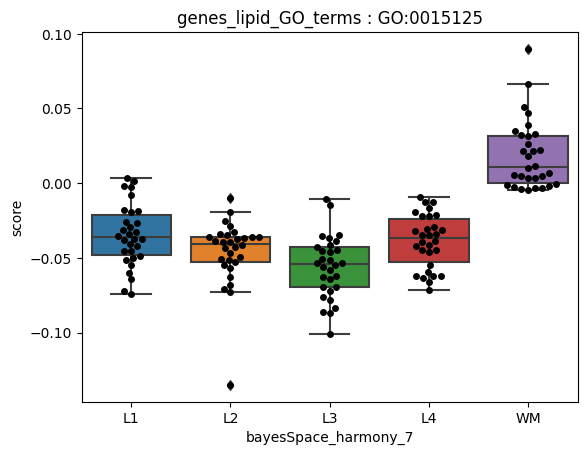 genes_lipid_GO_terms : GO:0015125
0.10
0.05
0.00
−0.05
−0.10
score
L1 L2 L3 L4 WM
bayesSpace_harmony_7